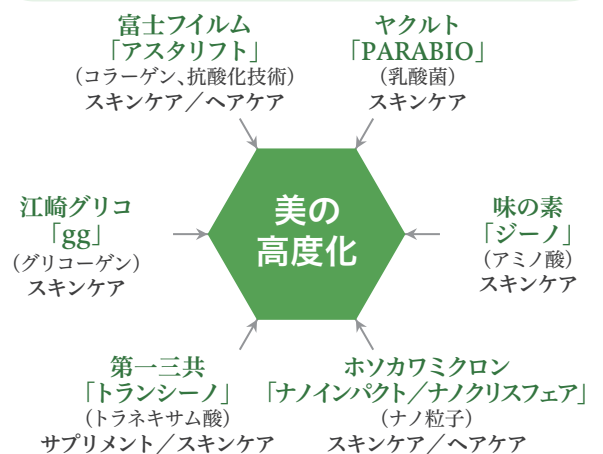 富士フイルム
「アスタリフト」
（コラーゲン、抗酸化技術）
スキンケア／ヘアケア
ヤクルト
「PARABIO」
（乳酸菌）
スキンケア
江崎グリコ
「gg」
（グリコーゲン）
スキンケア
美の
高度化
味の素
「ジーノ」
（アミノ酸）
スキンケア
第一三共
「トランシーノ」
（トラネキサム酸）
サプリメント／スキンケア
ホソカワミクロン
「ナノインパクト／ナノクリスフェア」
（ナノ粒子）
スキンケア／ヘアケア